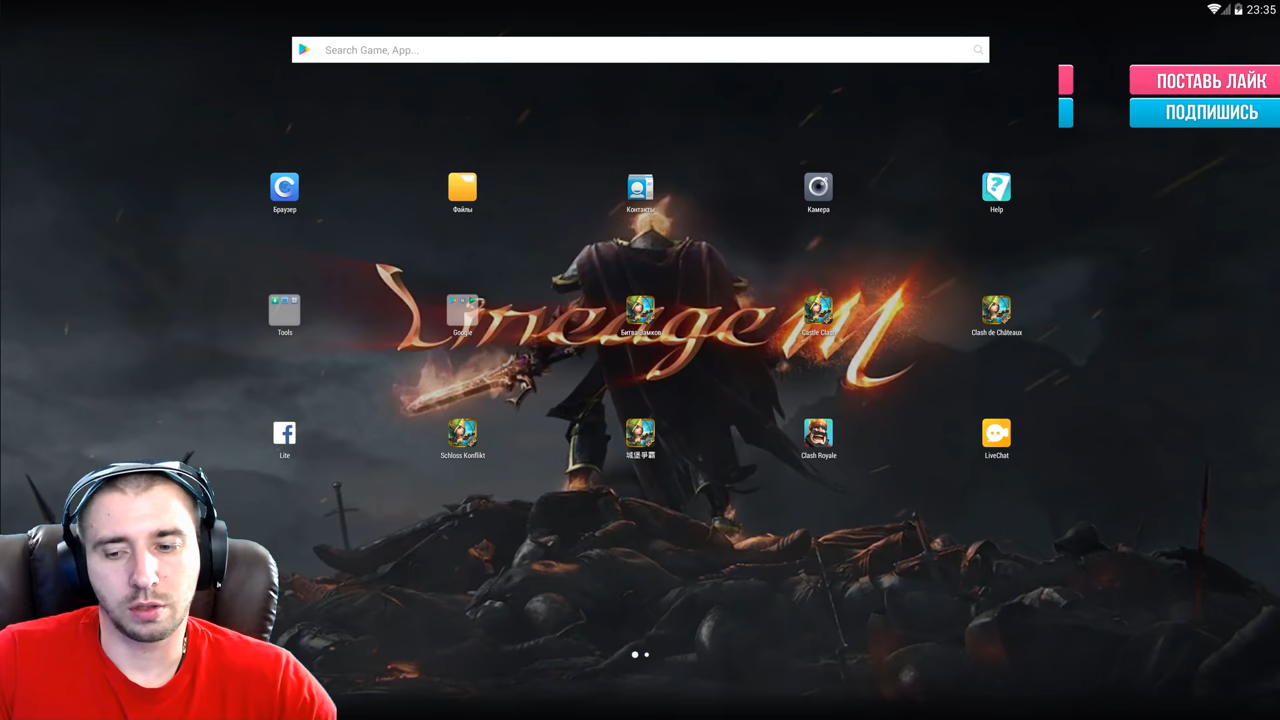 23:35
Search Game, App...
ПОСТАВЬ ЛАЙК
ПОДПИШИСЬ
Браузер
Файлы
Контакты
Камера
Help
LineageM
Tools
Google
Битва Замков
Castle Clash
Clash de Châteaux
Lite
Schloss Konflikt
城堡爭霸
Clash Royale
LiveChat